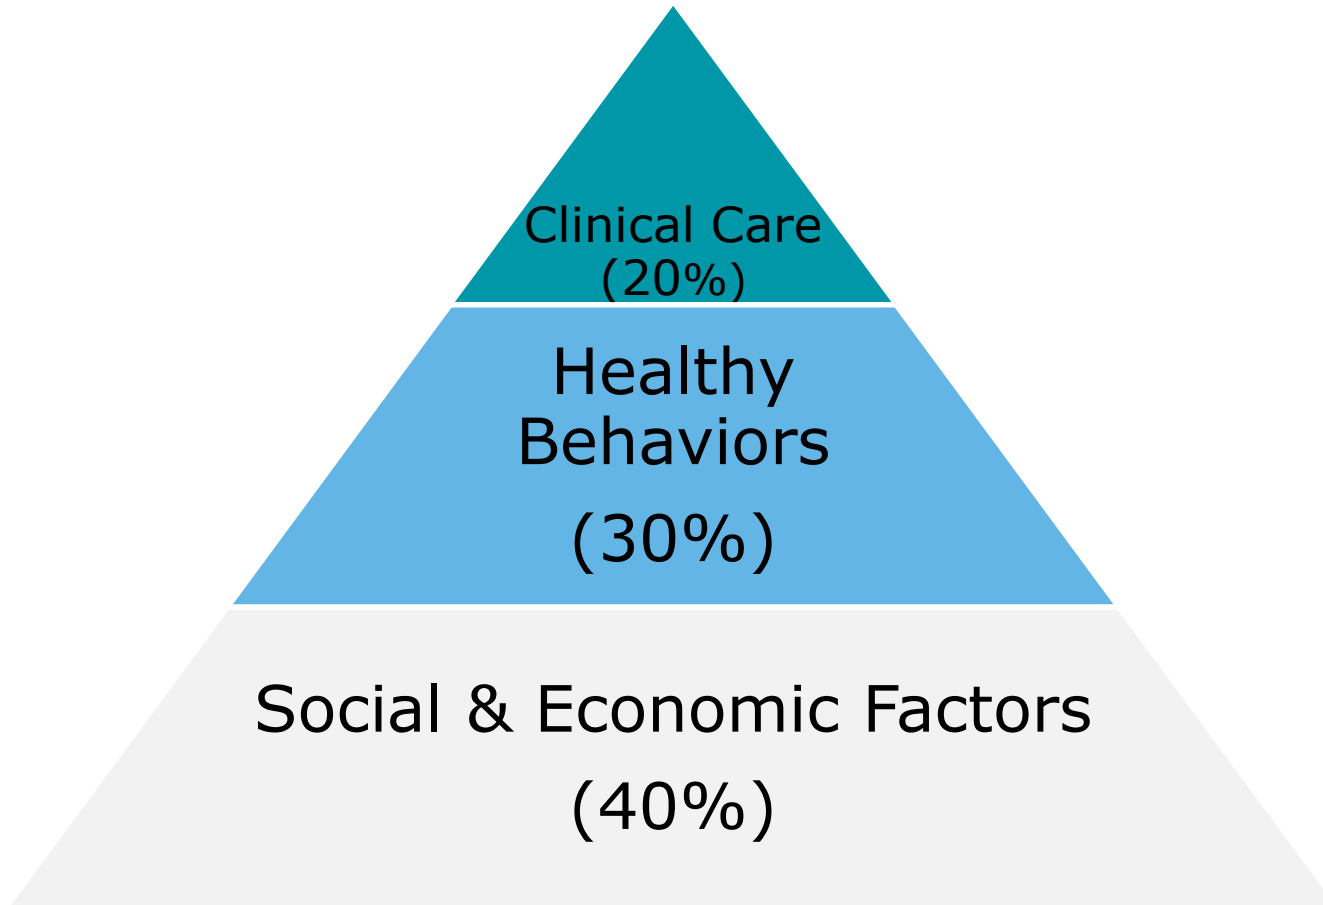 Clinical Care
(20%)
Healthy
Behaviors
(30%)
Social & Economic Factors
(40%)